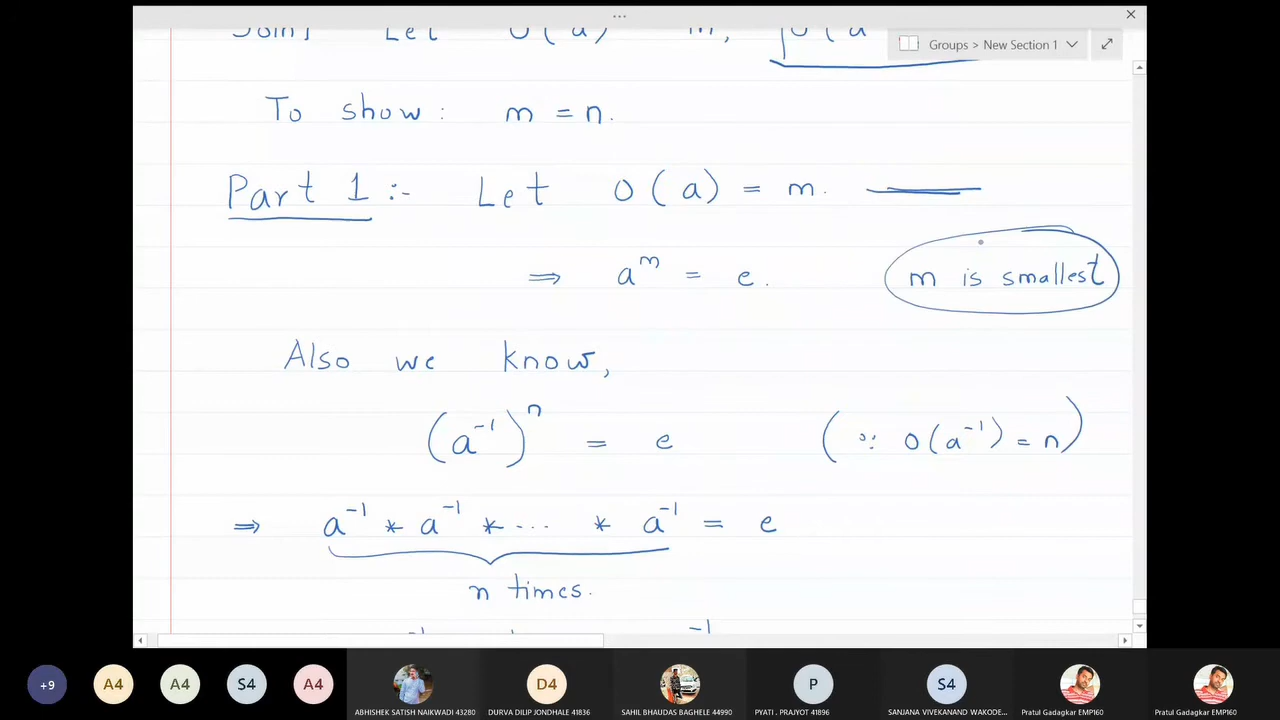 Let O(a) m,
Groups > New Section 1
To show : m = n.
Part 1 :- Let O(a) = m.
⇒ a^m = e. m is smallest
Also we know,
(a^-1)^n = e (∵ O(a^-1) = n)
⇒ a^-1 * a^-1 * ... * a^-1 = e
n times.
+9 A4 A4 S4 A4 D4 P S4
ABHISHEK SATISH NAIKWADI 43280 DURVA DILIP JONDHALE 41836 SAHIL BHAUDAS BAGHELE 44990 PYATI . PRAJYOT 41896 SANJANA VIVEKANAND WAKODE... Pratul Gadagkar EMP160 Pratul Gadagkar EMP160